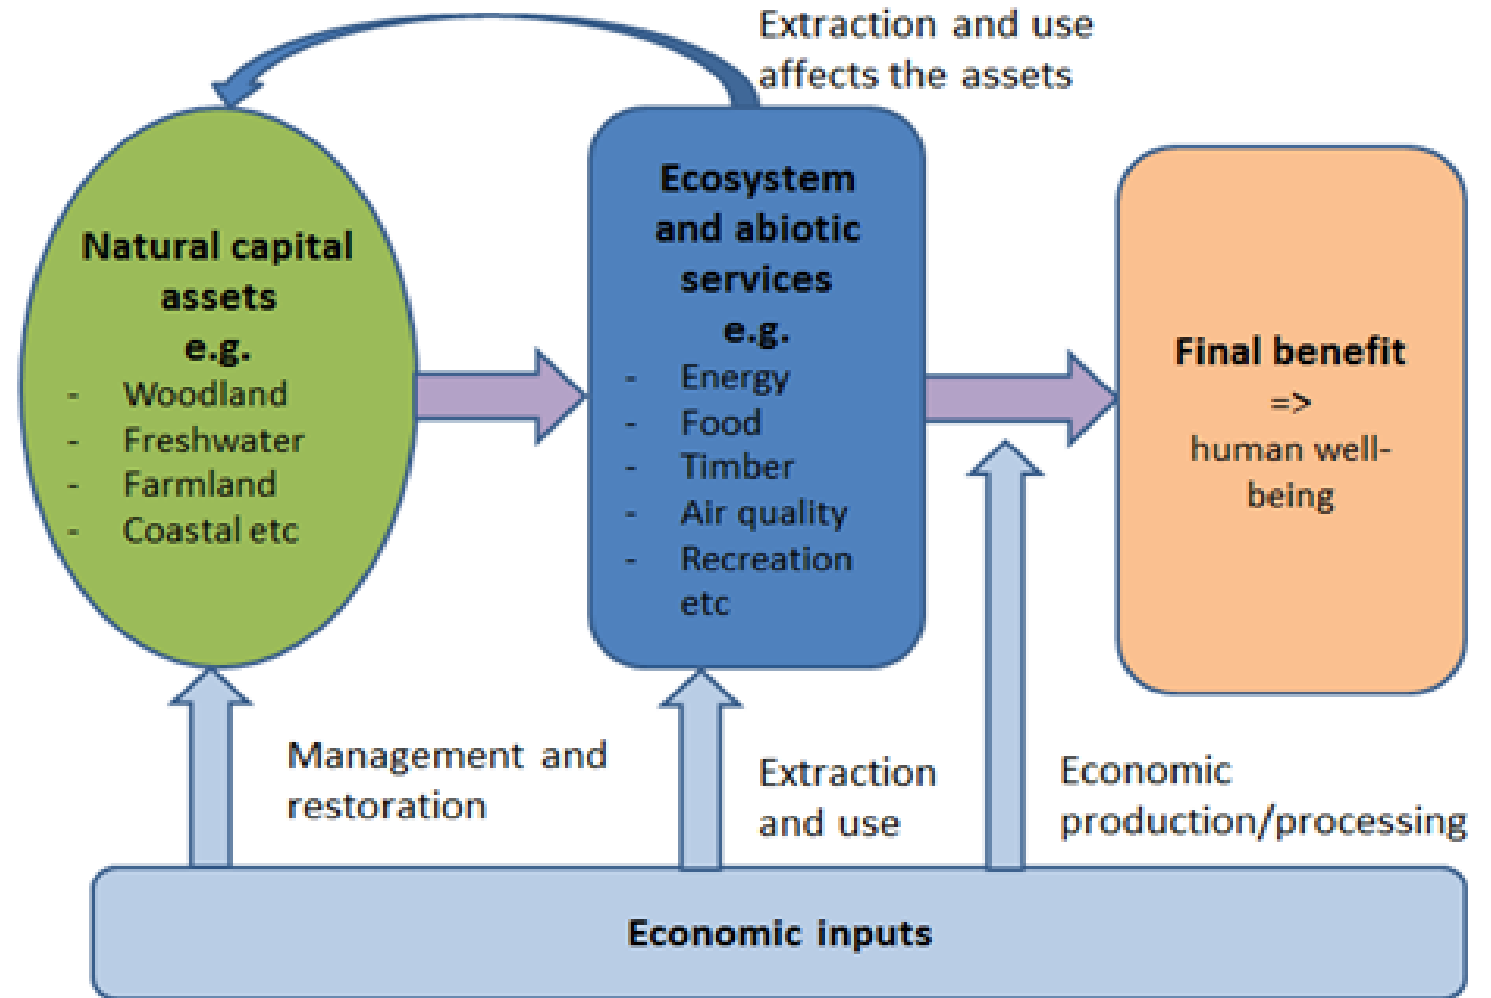 Extraction and use
affects the assets
Natural capital
assets
e.g.
- Woodland
- Freshwater
- Farmland
- Coastal etc
Ecosystem
and abiotic
services
e.g.
- Energy
- Food
- Timber
- Air quality
- Recreation
etc
Final benefit
=>
human well-
being
Management and
restoration
Extraction
and use
Economic
production/processing
Economic inputs